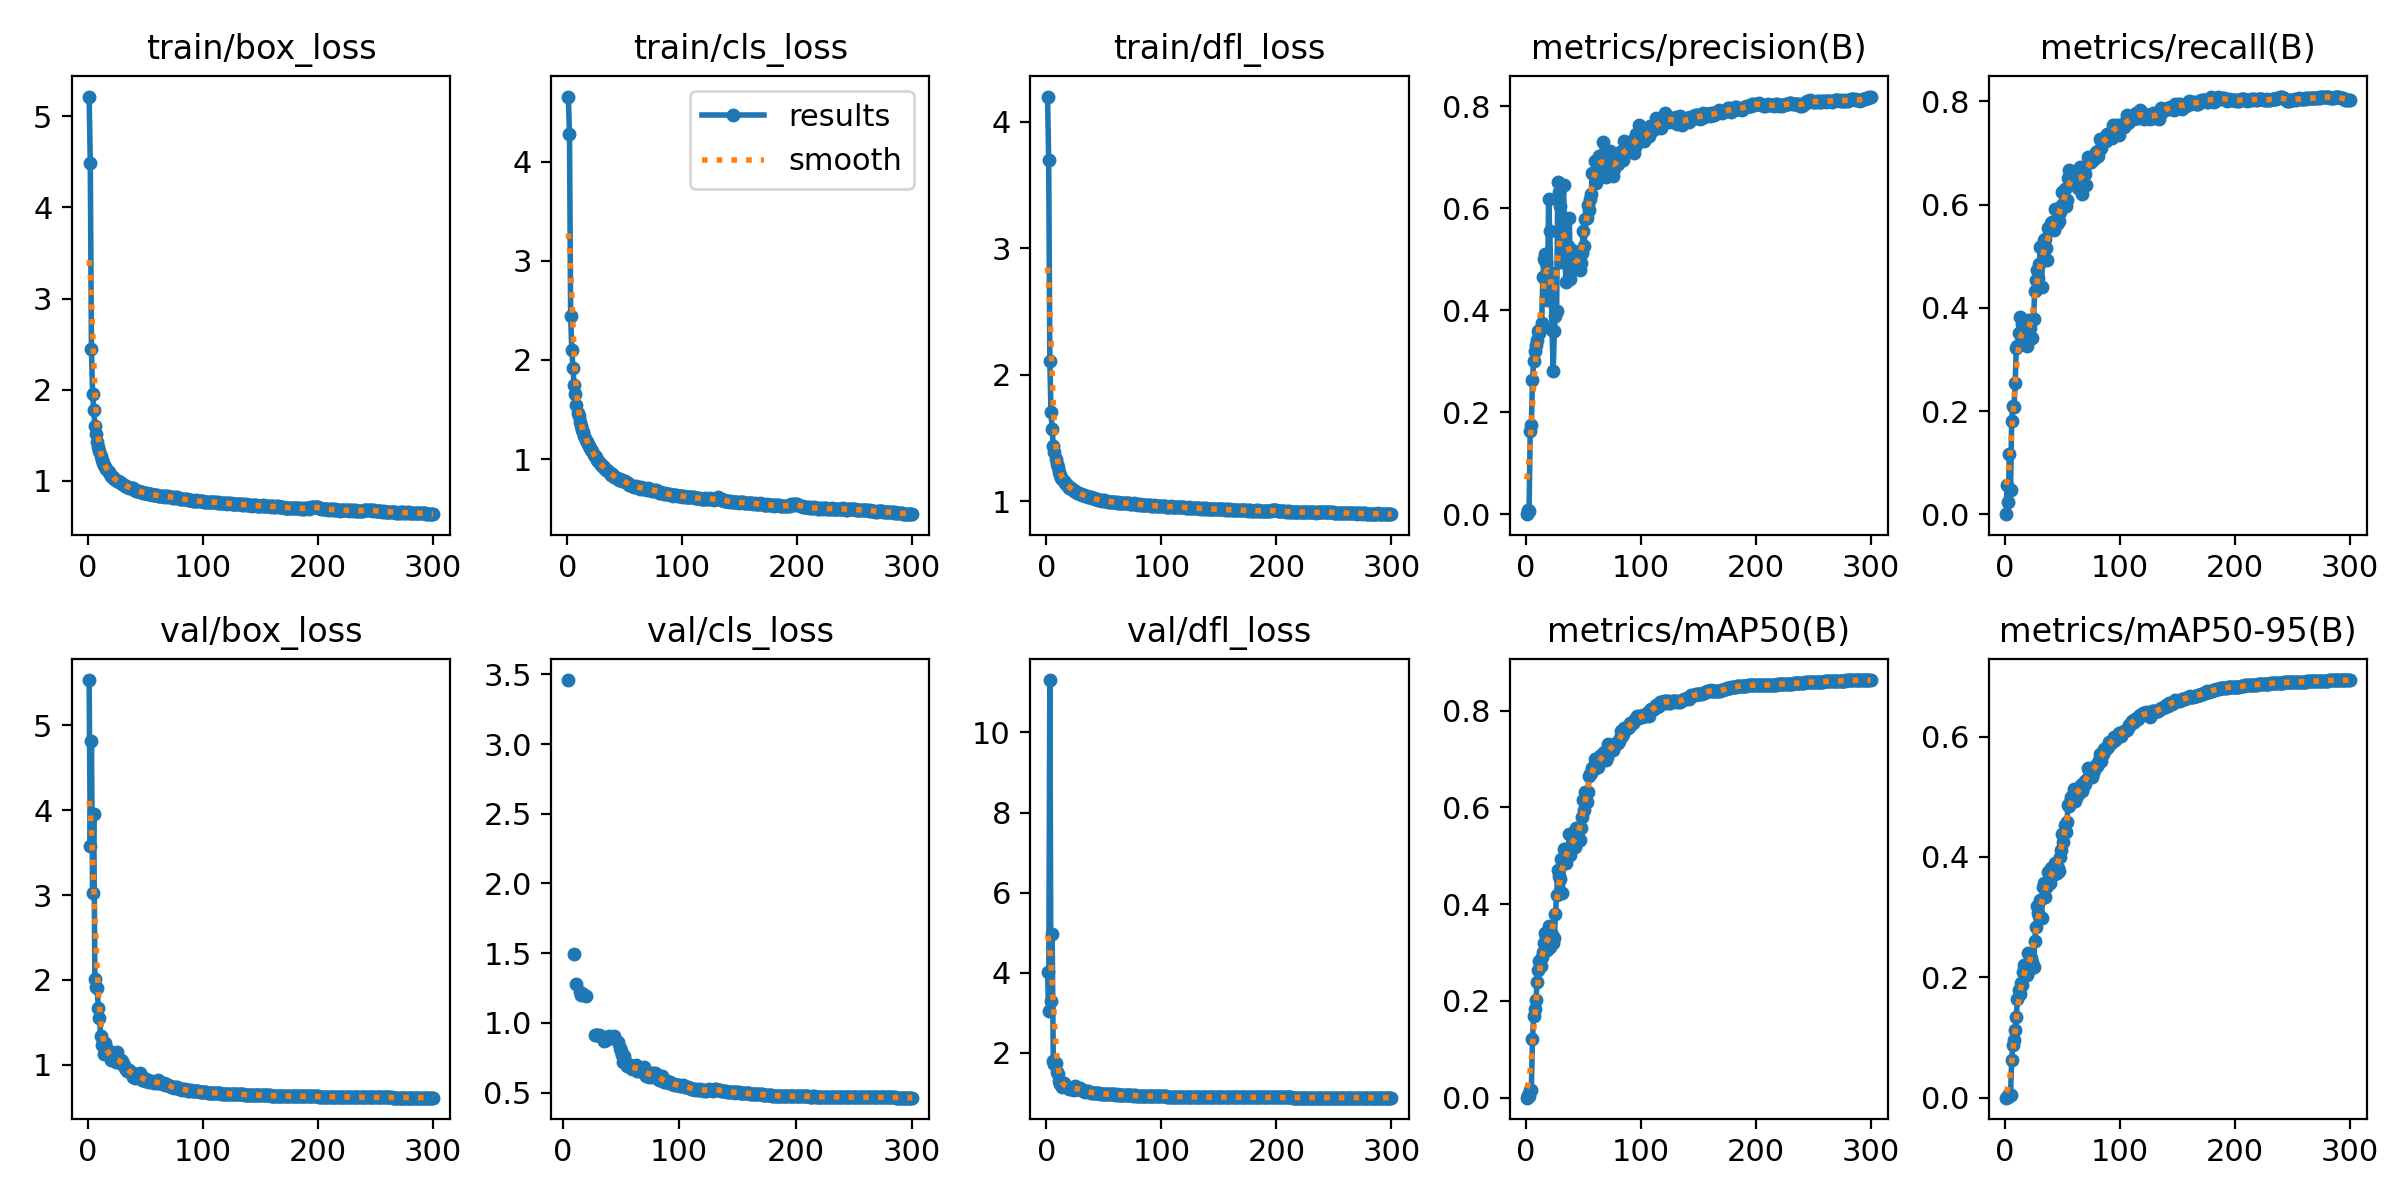 train/box_loss
5
4
3
2
1
0 100 200 300
train/cls_loss
results
smooth
4
3
2
1
0 100 200 300
train/dfl_loss
4
3
2
1
0 100 200 300
metrics/precision(B)
0.8
0.6
0.4
0.2
0.0
0 100 200 300
metrics/recall(B)
0.8
0.6
0.4
0.2
0.0
0 100 200 300
val/box_loss
5
4
3
2
1
0 100 200 300
val/cls_loss
3.5
3.0
2.5
2.0
1.5
1.0
0.5
0 100 200 300
val/dfl_loss
10
8
6
4
2
0 100 200 300
metrics/mAP50(B)
0.8
0.6
0.4
0.2
0.0
0 100 200 300
metrics/mAP50-95(B)
0.6
0.4
0.2
0.0
0 100 200 300